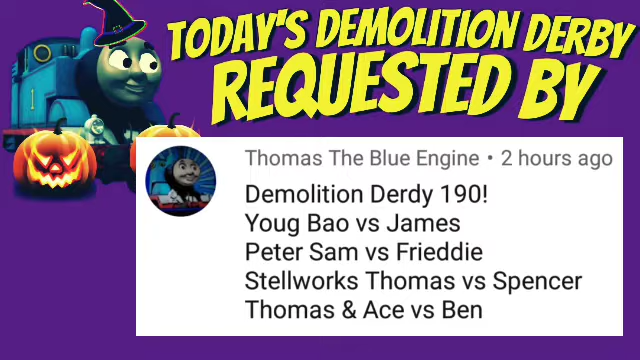 TODAY'S DEMOLITION DERBY
REQUESTED BY
1
Thomas The Blue Engine • 2 hours ago
Demolition Derdy 190!
Youg Bao vs James
Peter Sam vs Frieddie
Stellworks Thomas vs Spencer
Thomas & Ace vs Ben